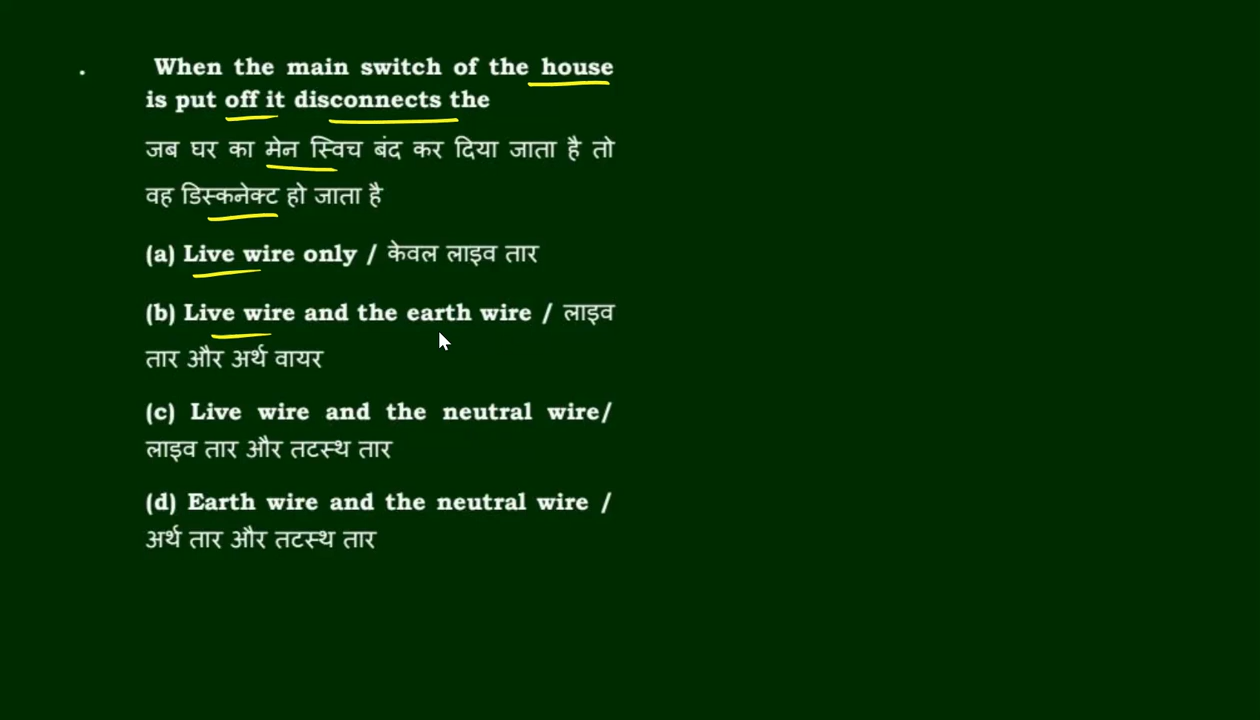 . When the main switch of the house
is put off it disconnects the
जब घर का मेन स्विच बंद कर दिया जाता है तो
वह डिस्कनेक्ट हो जाता है
(a) Live wire only / केवल लाइव तार
(b) Live wire and the earth wire / लाइव
तार और अर्थ वायर
(c) Live wire and the neutral wire/
लाइव तार और तटस्थ तार
(d) Earth wire and the neutral wire /
अर्थ तार और तटस्थ तार